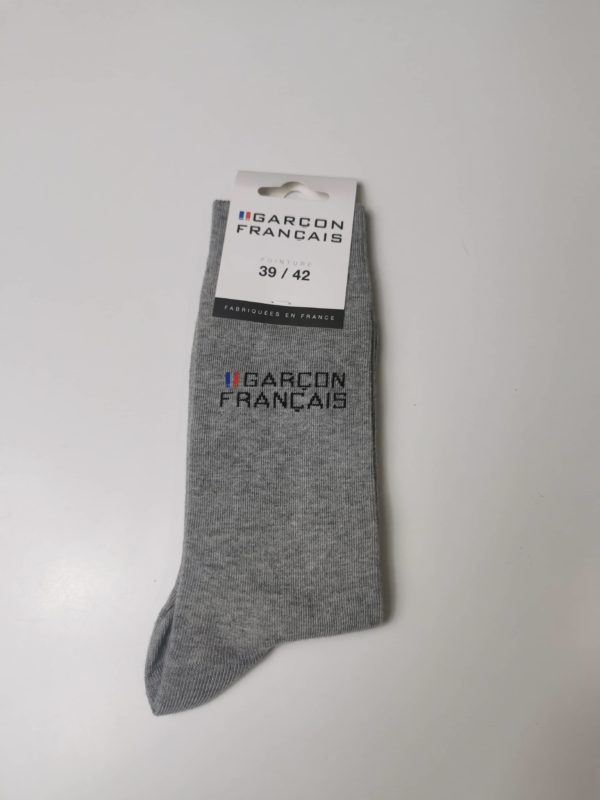 GARÇON
FRANÇAIS
POINTURE
39 / 42
FABRIQUÉES EN FRANCE
GARÇON
FRANÇAIS